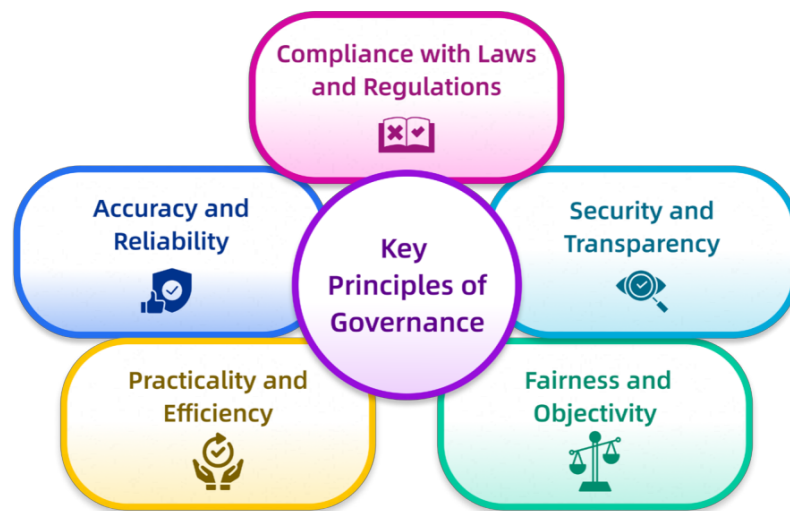 Compliance with Laws
and Regulations
Accuracy and
Reliability
Security and
Transparency
Key
Principles of
Governance
Practicality and
Efficiency
Fairness and
Objectivity